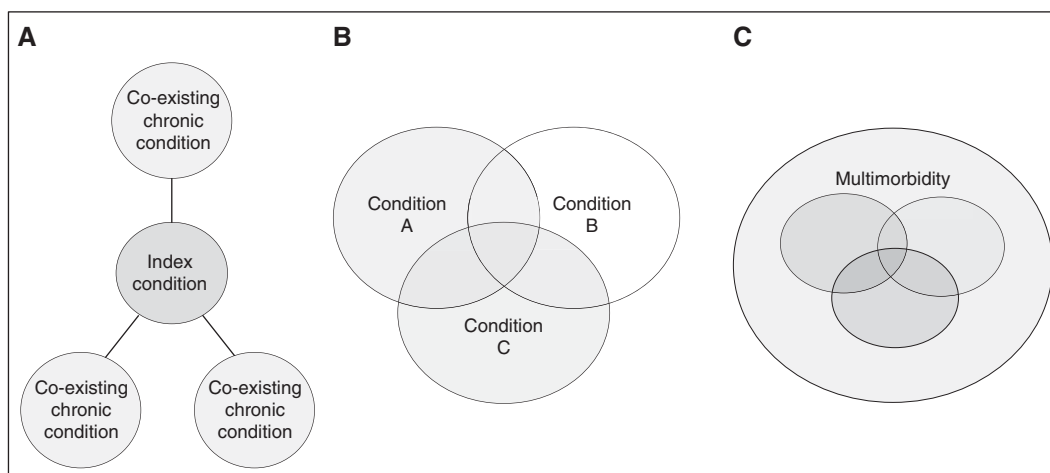 A
B
C
Co-existing
chronic
condition
Index
condition
Co-existing
chronic
condition
Co-existing
chronic
condition
Condition
A
Condition
B
Condition
C
Multimorbidity